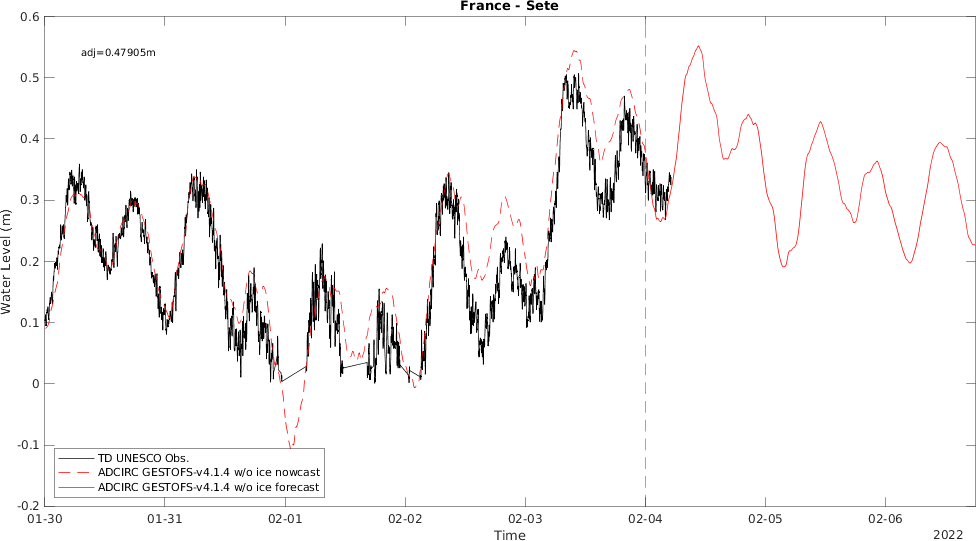 France - Sete
adj=0.47905m
Water Level (m)
0.6
0.5
0.4
0.3
0.2
0.1
0
-0.1
-0.2
TD UNESCO Obs.
ADCIRC GESTOFS-v4.1.4 w/o ice nowcast
ADCIRC GESTOFS-v4.1.4 w/o ice forecast
01-30 01-31 02-01 02-02 02-03 02-04 02-05 02-06
Time
2022